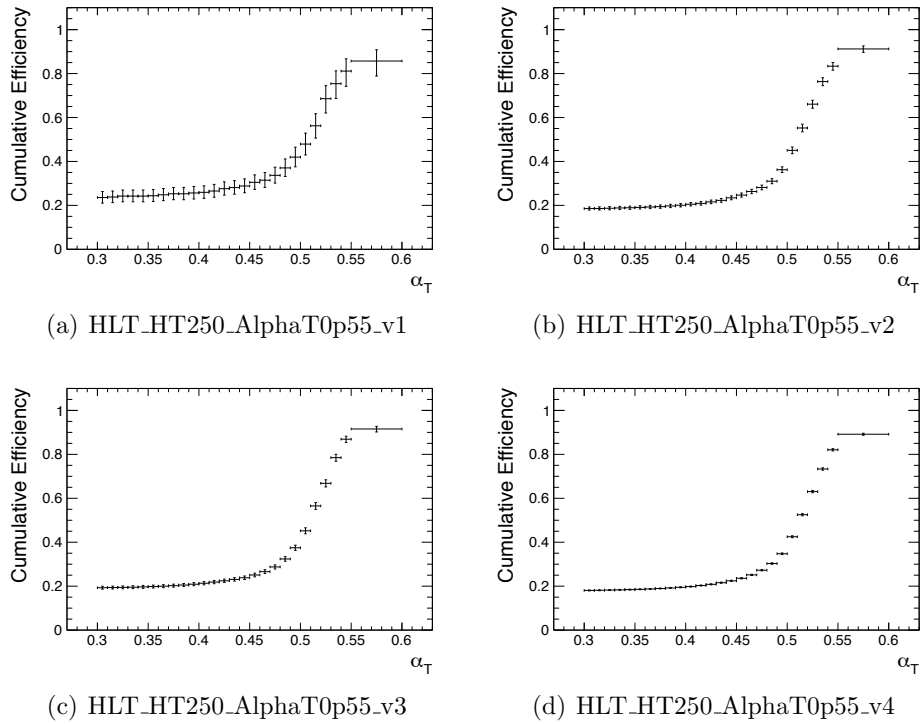 Cumulative Efficiency
1
0.8
0.6
0.4
0.2
0
0.3 0.35 0.4 0.45 0.5 0.55 0.6
α_T
(a) HLT_HT250_AlphaT0p55_v1
Cumulative Efficiency
1
0.8
0.6
0.4
0.2
0
0.3 0.35 0.4 0.45 0.5 0.55 0.6
α_T
(b) HLT_HT250_AlphaT0p55_v2
Cumulative Efficiency
1
0.8
0.6
0.4
0.2
0
0.3 0.35 0.4 0.45 0.5 0.55 0.6
α_T
(c) HLT_HT250_AlphaT0p55_v3
Cumulative Efficiency
1
0.8
0.6
0.4
0.2
0
0.3 0.35 0.4 0.45 0.5 0.55 0.6
α_T
(d) HLT_HT250_AlphaT0p55_v4